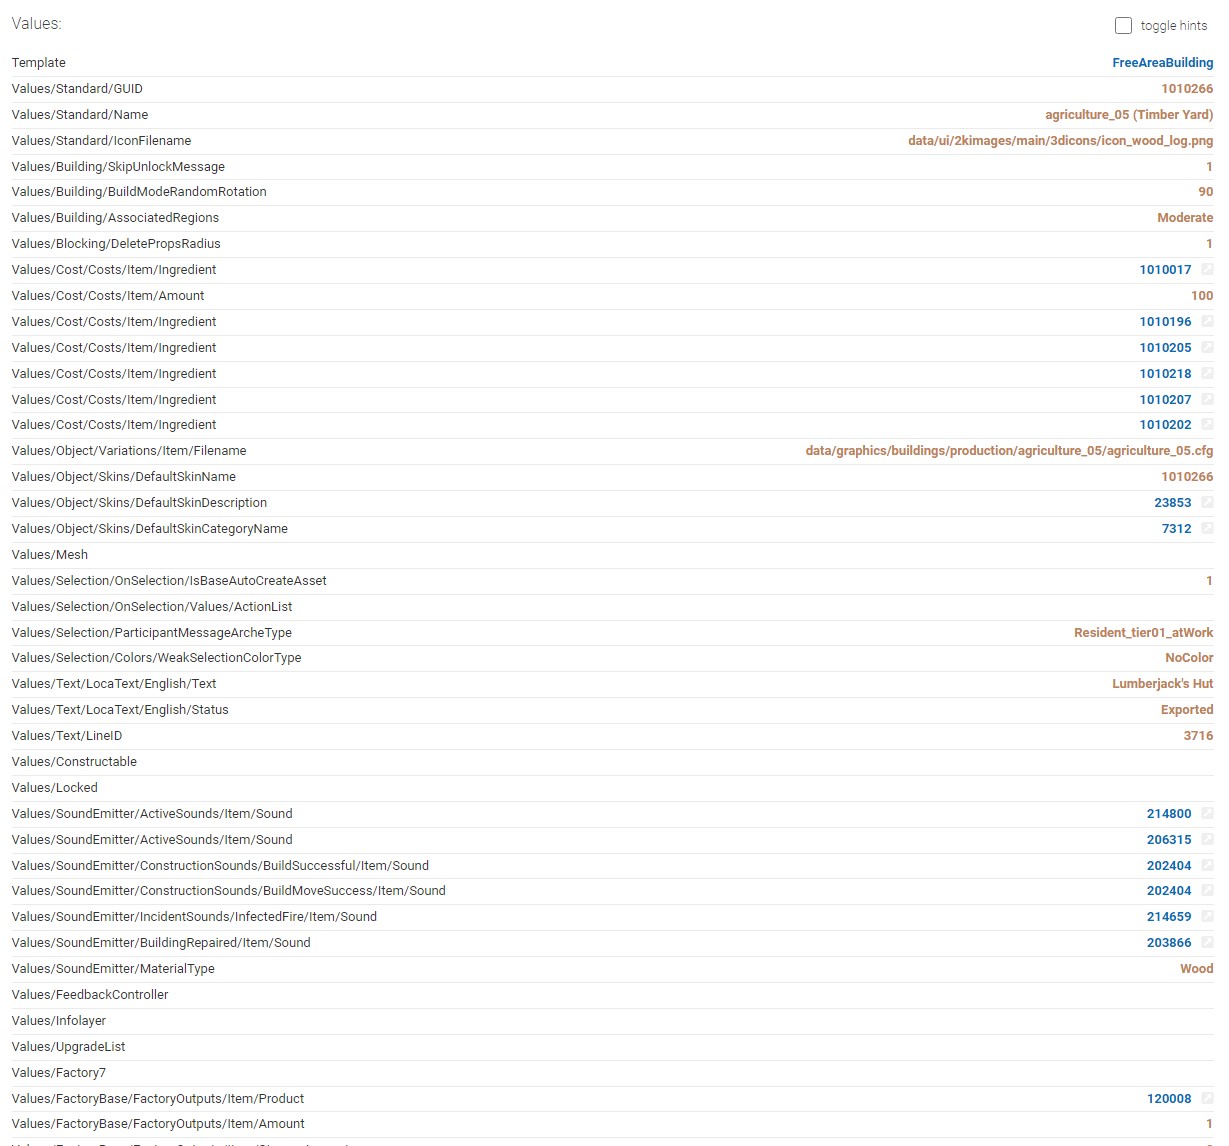 Values:
toggle hints
Template FreeAreaBuilding
Values/Standard/GUID 1010266
Values/Standard/Name agriculture_05 (Timber Yard)
Values/Standard/IconFilename data/ui/2kimages/main/3dicons/icon_wood_log.png
Values/Building/SkipUnlockMessage 1
Values/Building/BuildModeRandomRotation 90
Values/Building/AssociatedRegions Moderate
Values/Blocking/DeletePropsRadius 1
Values/Cost/Costs/Item/Ingredient 1010017
Values/Cost/Costs/Item/Amount 100
Values/Cost/Costs/Item/Ingredient 1010196
Values/Cost/Costs/Item/Ingredient 1010205
Values/Cost/Costs/Item/Ingredient 1010218
Values/Cost/Costs/Item/Ingredient 1010207
Values/Cost/Costs/Item/Ingredient 1010202
Values/Object/Variations/Item/Filename data/graphics/buildings/production/agriculture_05/agriculture_05.cfg
Values/Object/Skins/DefaultSkinName 1010266
Values/Object/Skins/DefaultSkinDescription 23853
Values/Object/Skins/DefaultSkinCategoryName 7312
Values/Mesh
Values/Selection/OnSelection/IsBaseAutoCreateAsset 1
Values/Selection/OnSelection/Values/ActionList
Values/Selection/ParticipantMessageArcheType Resident_tier01_atWork
Values/Selection/Colors/WeakSelectionColorType NoColor
Values/Text/LocaText/English/Text Lumberjack's Hut
Values/Text/LocaText/English/Status Exported
Values/Text/LineID 3716
Values/Constructable
Values/Locked
Values/SoundEmitter/ActiveSounds/Item/Sound 214800
Values/SoundEmitter/ActiveSounds/Item/Sound 206315
Values/SoundEmitter/ConstructionSounds/BuildSuccessful/Item/Sound 202404
Values/SoundEmitter/ConstructionSounds/BuildMoveSuccess/Item/Sound 202404
Values/SoundEmitter/IncidentSounds/InfectedFire/Item/Sound 214659
Values/SoundEmitter/BuildingRepaired/Item/Sound 203866
Values/SoundEmitter/MaterialType Wood
Values/FeedbackController
Values/Infolayer
Values/UpgradeList
Values/Factory7
Values/FactoryBase/FactoryOutputs/Item/Product 120008
Values/FactoryBase/FactoryOutputs/Item/Amount 1